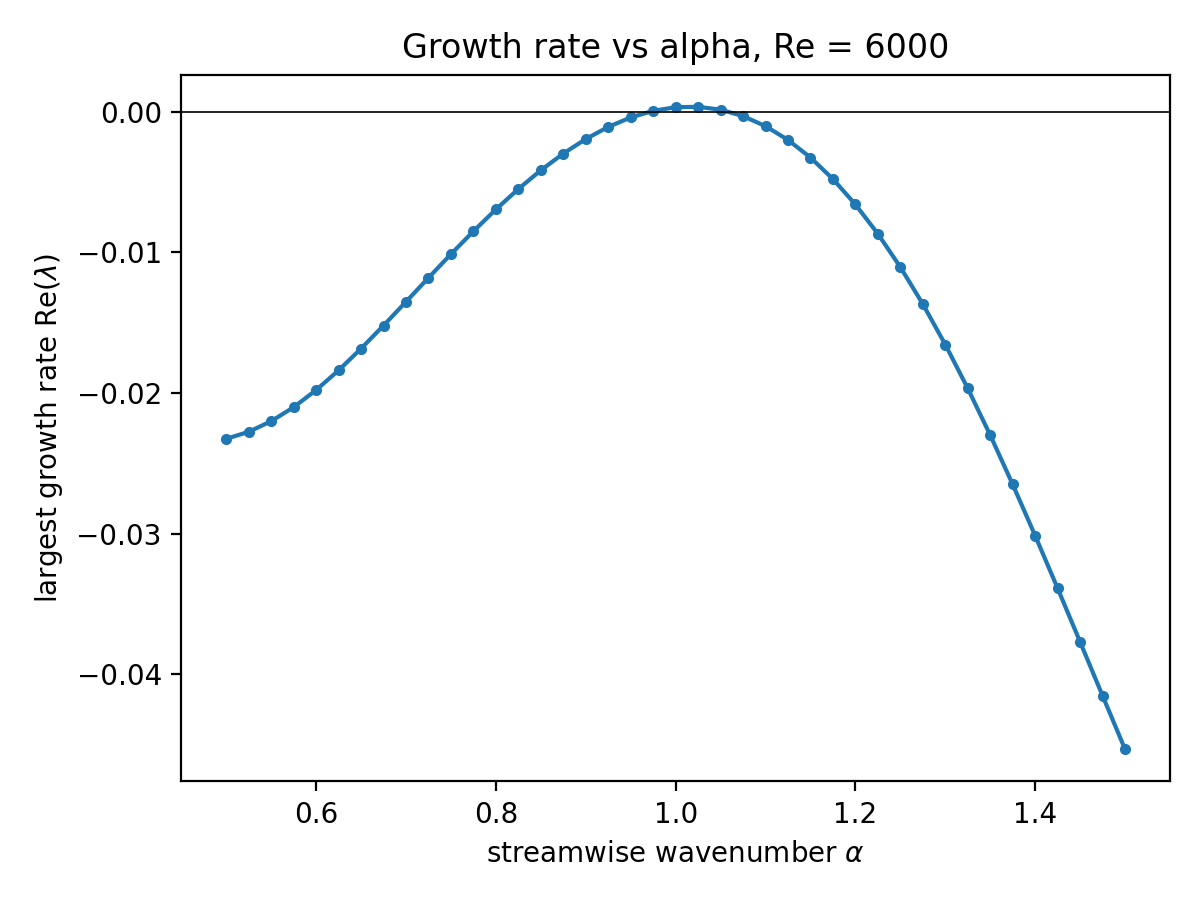 Growth rate vs alpha, Re = 6000
largest growth rate Re(λ)
0.00
−0.01
−0.02
−0.03
−0.04
0.6 0.8 1.0 1.2 1.4
streamwise wavenumber α